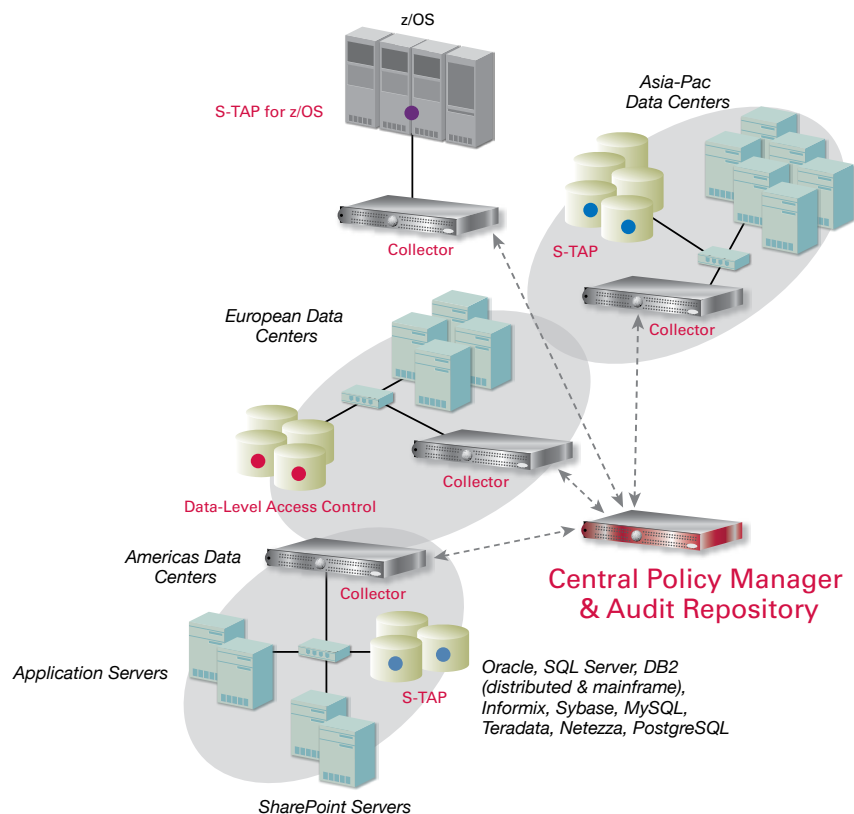 z/OS
S-TAP for z/OS
Collector
Asia-Pac
Data Centers
S-TAP
Collector
European Data
Centers
Data-Level Access Control
Collector
Americas Data
Centers
Collector
Central Policy Manager
& Audit Repository
Application Servers
S-TAP
Oracle, SQL Server, DB2
(distributed & mainframe),
Informix, Sybase, MySQL,
Teradata, Netezza, PostgreSQL
SharePoint Servers